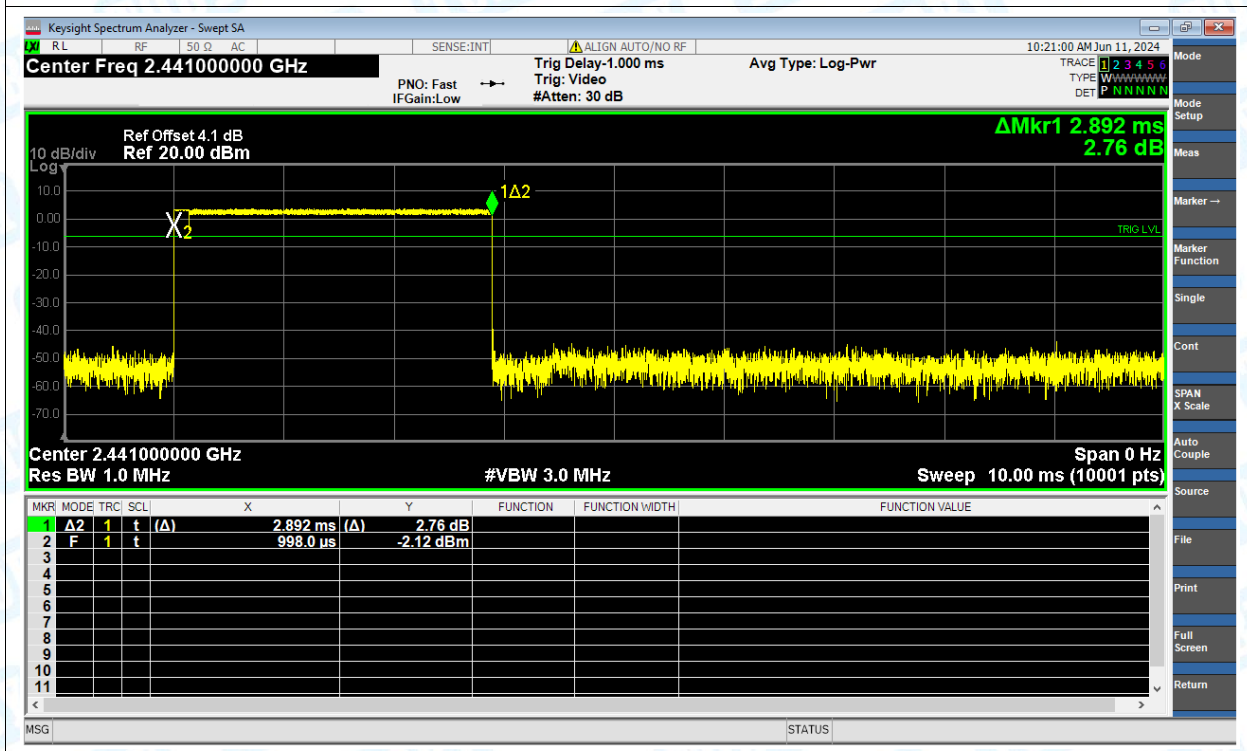 Keysight Spectrum Analyzer - Swept SA
LXI RL RF 50 Ω AC SENSE:INT ALIGN AUTO/NO RF 10:21:00 AM Jun 11, 2024
Center Freq 2.441000000 GHz
PNO: Fast
IFGain:Low
Trig Delay-1.000 ms
Trig: Video
#Atten: 30 dB
Avg Type: Log-Pwr
TRACE 1 2 3 4 5 6
TYPE WWWWWW
DET P N N N N N
ΔMkr1 2.892 ms
2.76 dB
Ref Offset 4.1 dB
10 dB/div Ref 20.00 dBm
Log
10.0
0.00
-10.0
-20.0
-30.0
-40.0
-50.0
-60.0
-70.0
1Δ2
X2
TRIG LVL
Center 2.441000000 GHz Span 0 Hz
Res BW 1.0 MHz #VBW 3.0 MHz Sweep 10.00 ms (10001 pts)
MKR MODE TRC SCL X Y FUNCTION FUNCTION WIDTH FUNCTION VALUE
1 Δ2 1 t (Δ) 2.892 ms (Δ) 2.76 dB
2 F 1 t 998.0 µs -2.12 dBm
3
4
5
6
7
8
9
10
11
MSG STATUS
Mode
Mode
Setup
Meas
Marker →
Marker
Function
Single
Cont
SPAN
X Scale
Auto
Couple
Source
File
Print
Full
Screen
Return